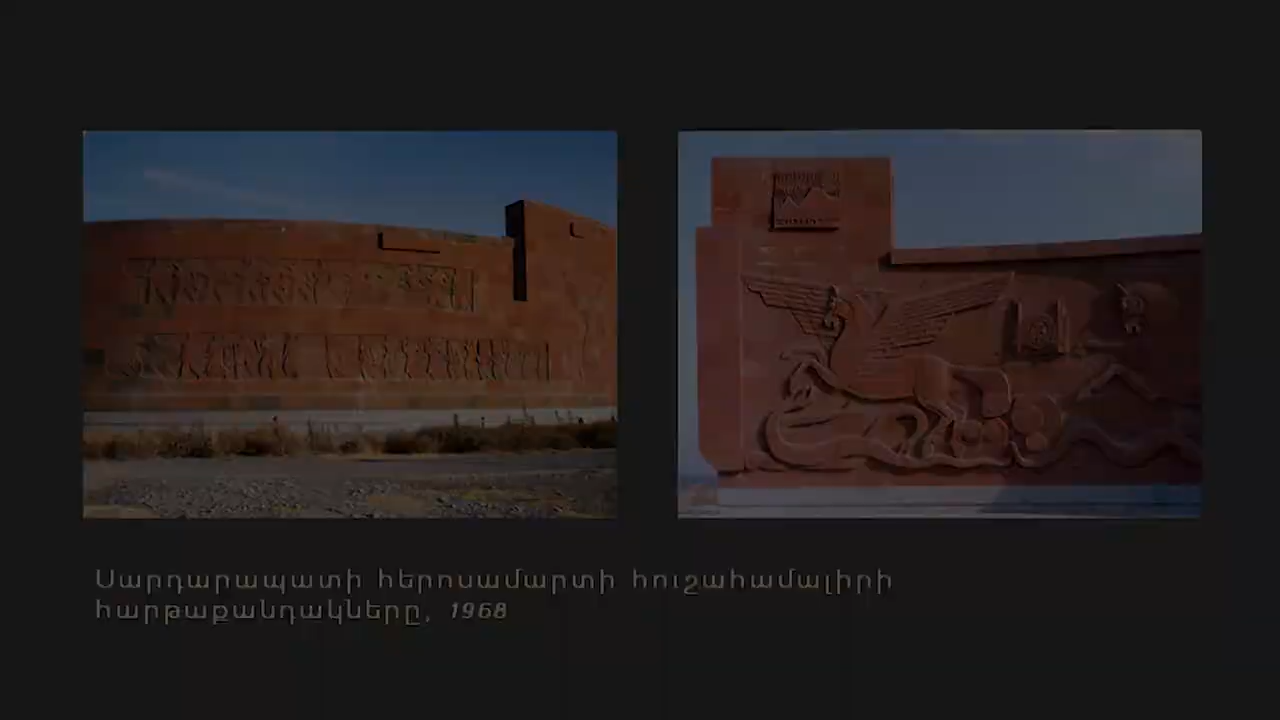 Սարդարապատի հերոսամարտի հուշահամալիրի
հարթաքանդակները, 1968